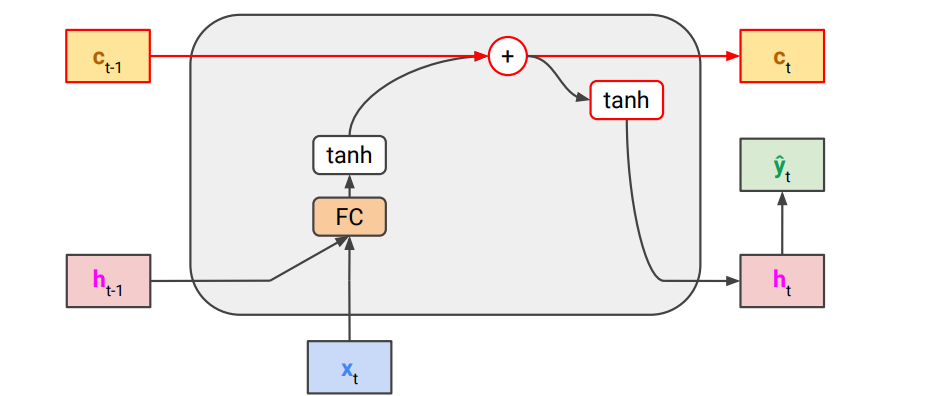 c t-1
+
c t
tanh
tanh
ŷ t
FC
h t-1
h t
x t